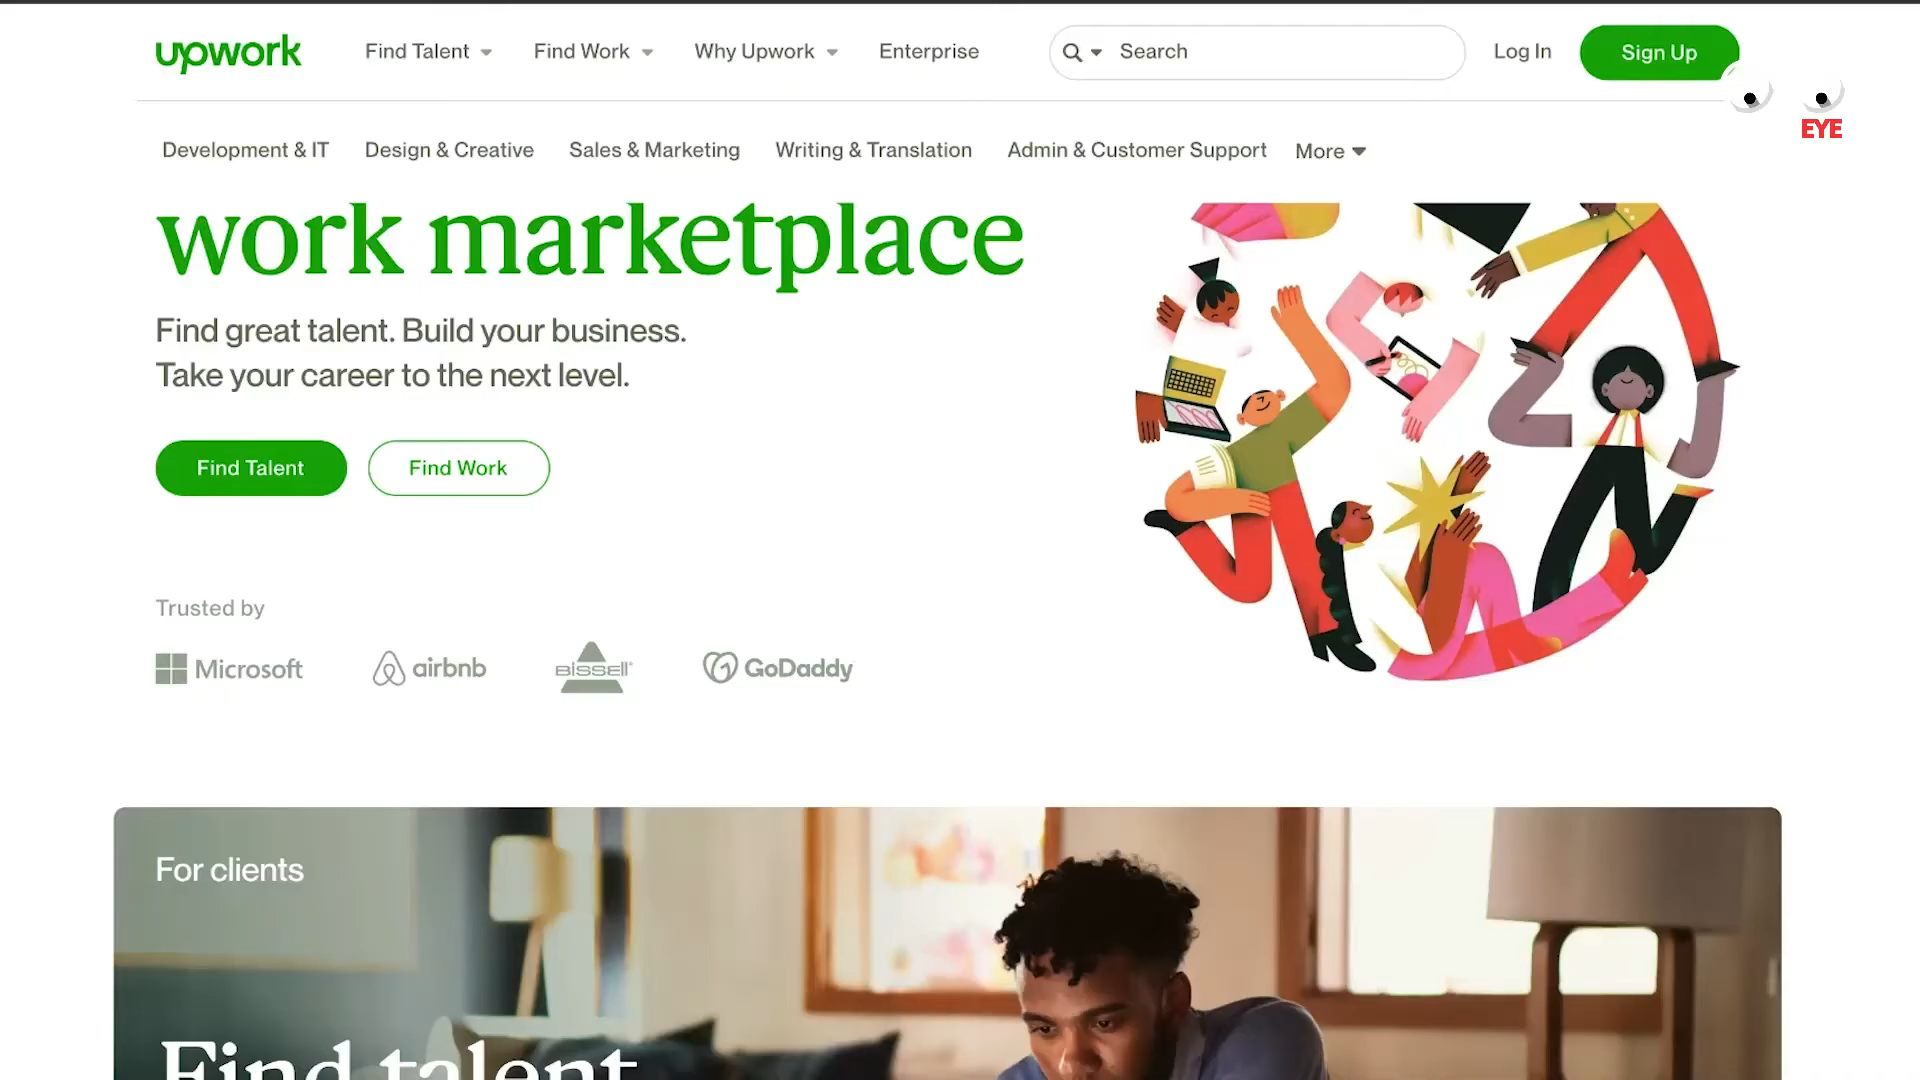 upwork
Find Talent
Find Work
Why Upwork
Enterprise
Search
Log In
Sign Up
EYE
Development & IT
Design & Creative
Sales & Marketing
Writing & Translation
Admin & Customer Support
More
work marketplace
Find great talent. Build your business.
Take your career to the next level.
Find Talent
Find Work
Trusted by
Microsoft
airbnb
BISSELL
GoDaddy
For clients
Find talent